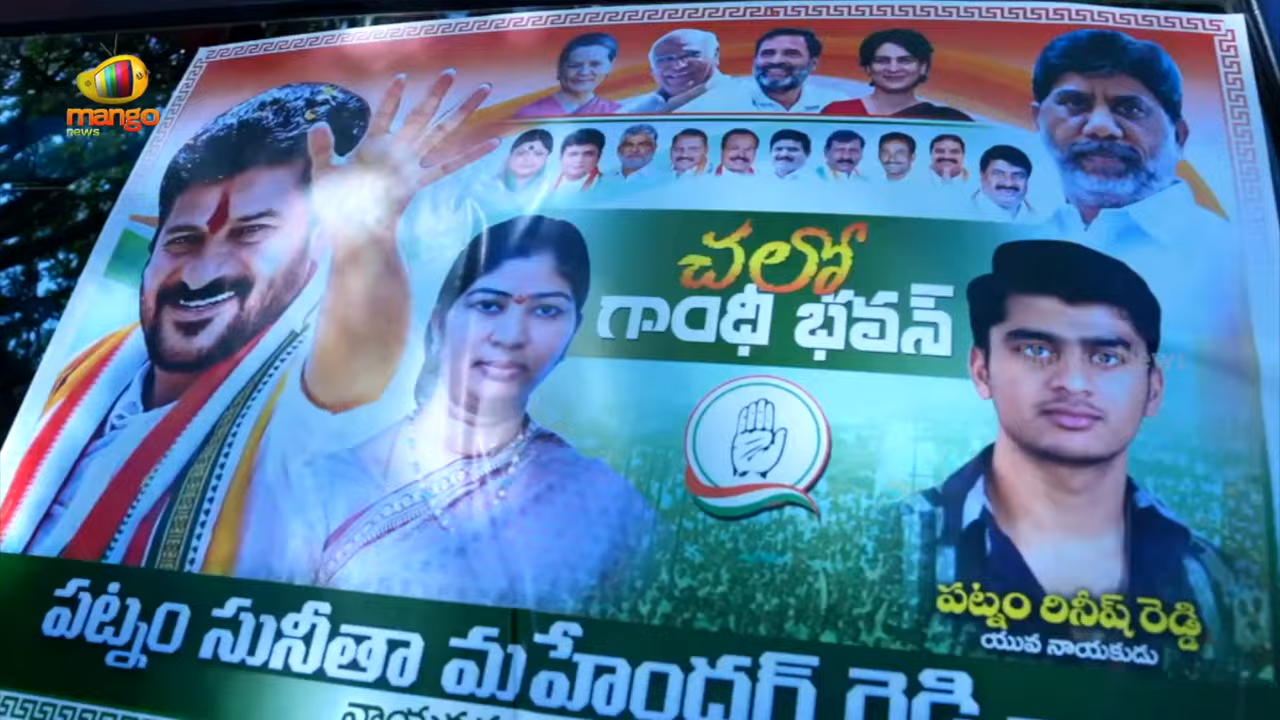 mango
news
చలో
గాంధీ భవన్
పట్నం రినీష్ రెడ్డి
యువ నాయకుడు
పట్నం సునీతా మహేందర్ రెడ్డి